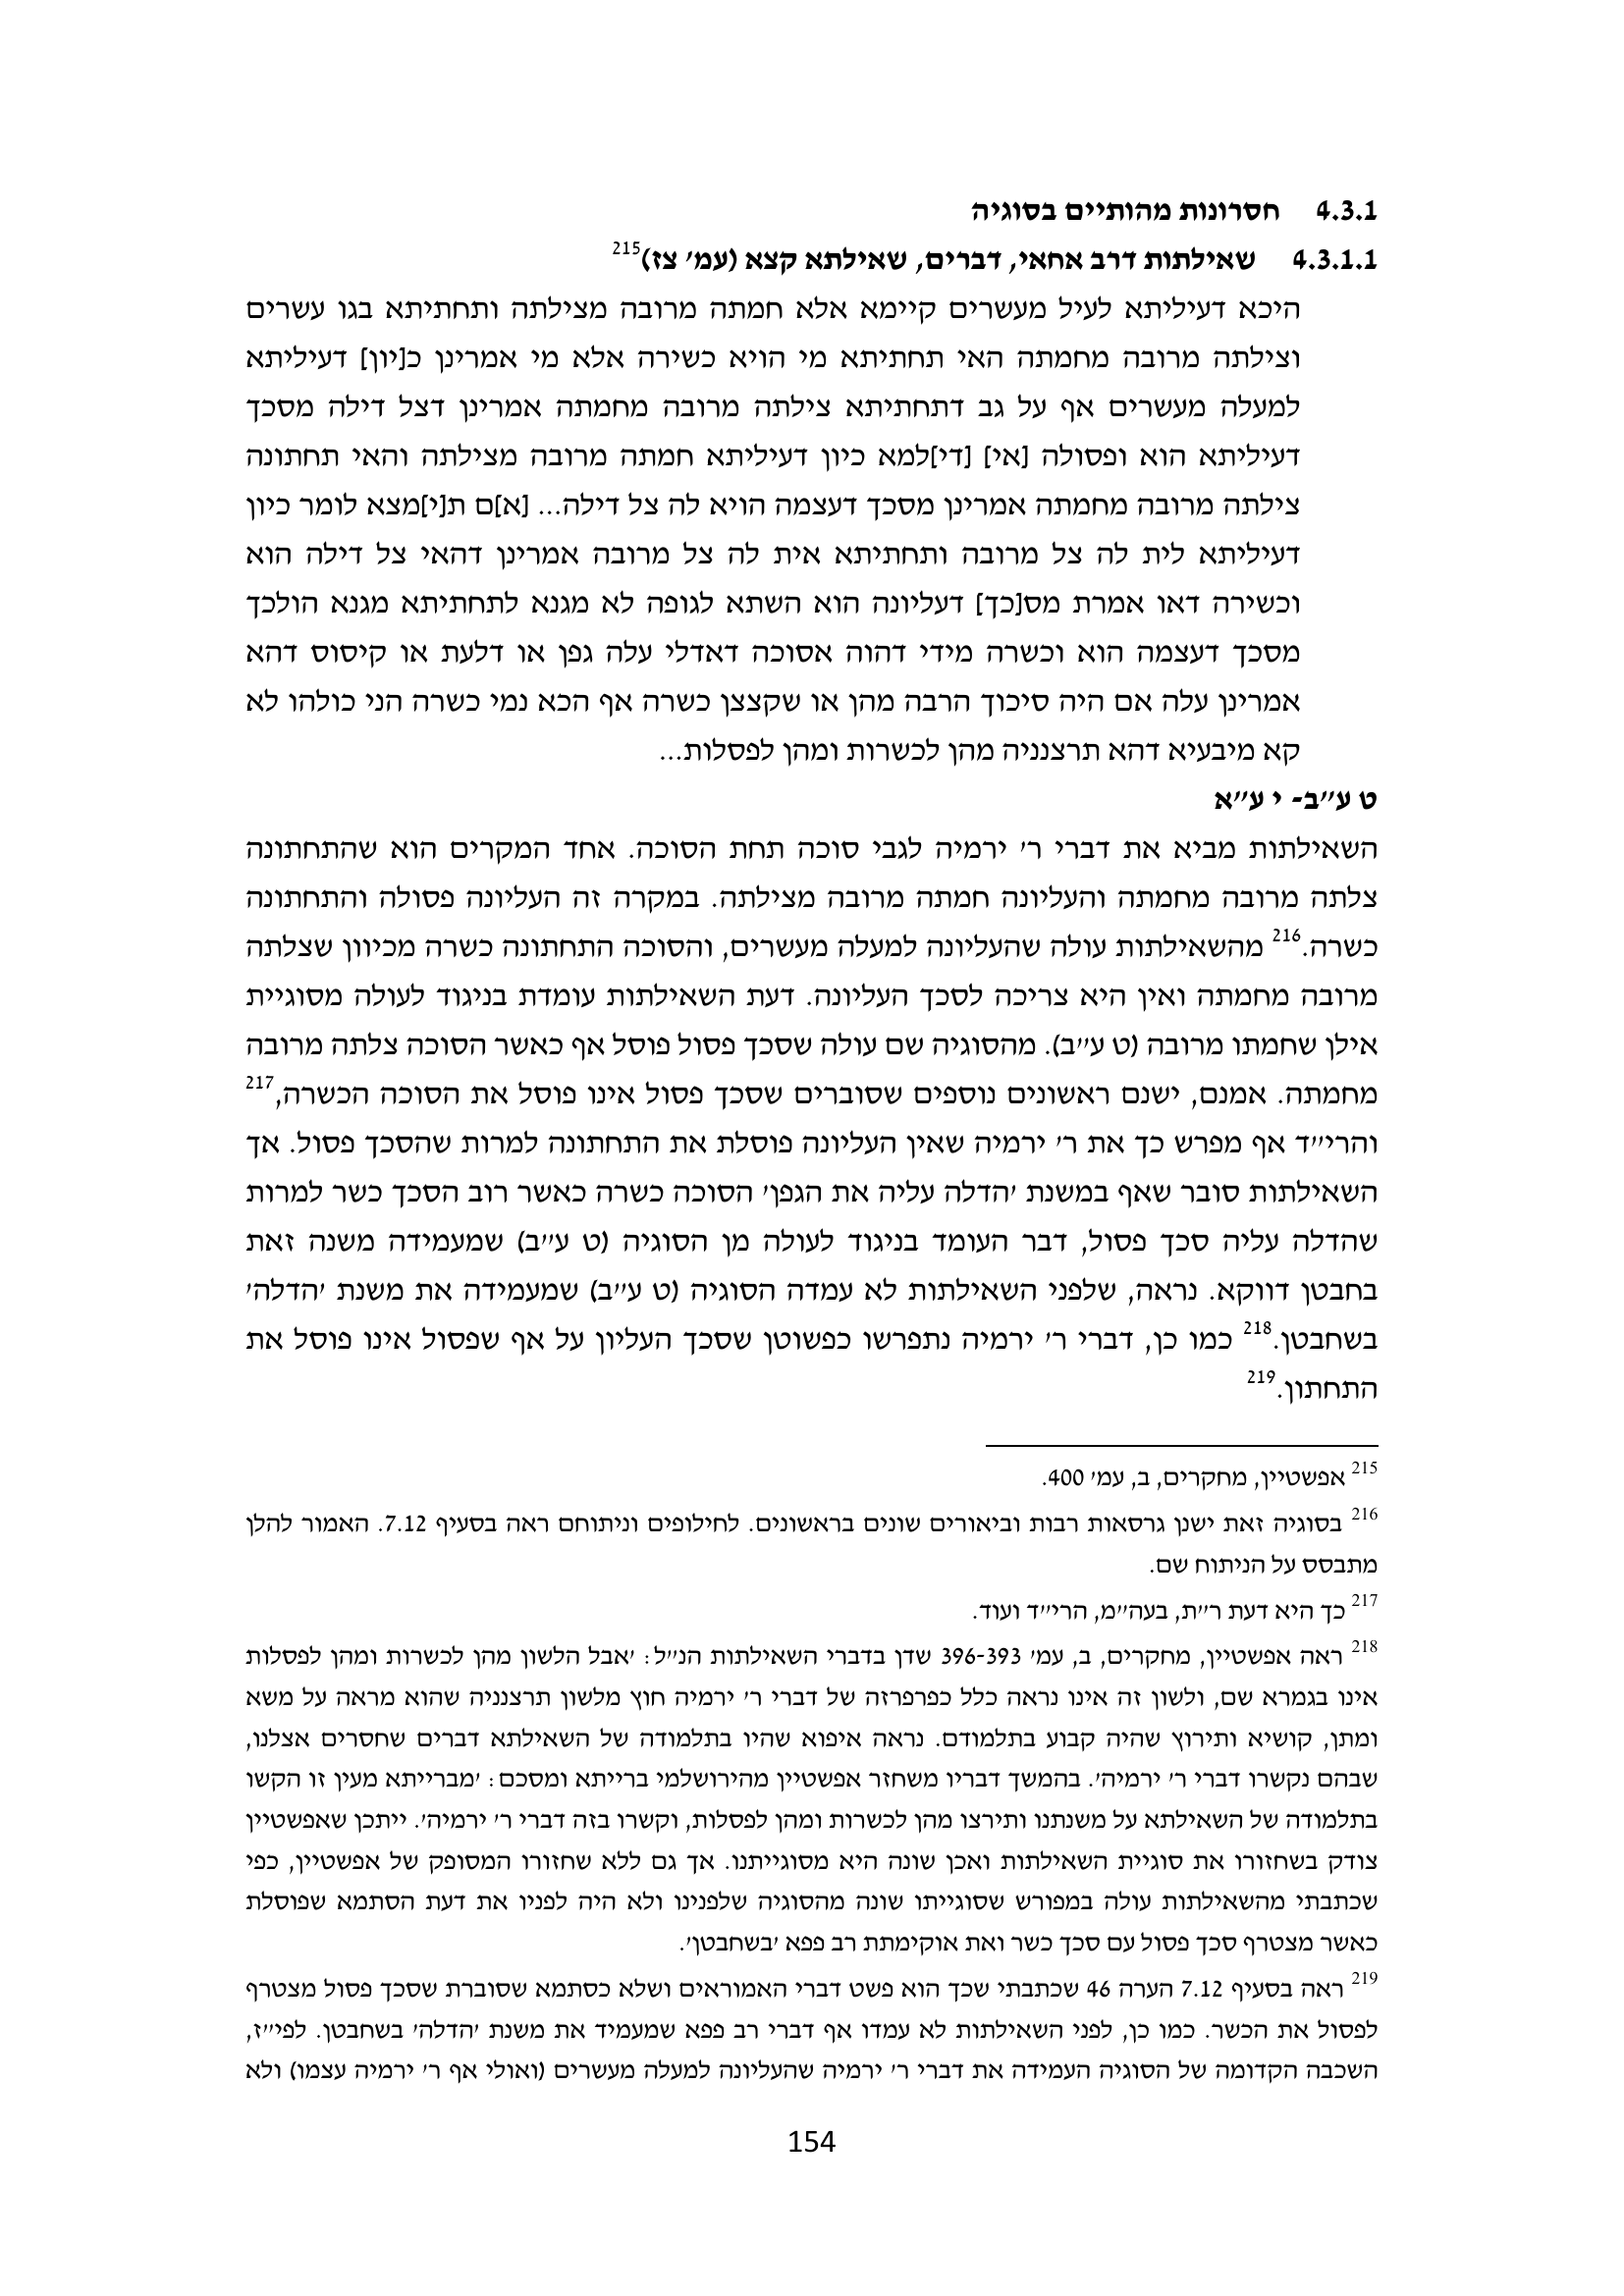 4.3.1 חסרונות מהותיים בסוגיה
4.3.1.1 שאילתות דרב אחאי, דברים, שאילתא קצא (עמ׳ צז)215
היכא דעיליתא לעיל מעשרים קיימא אלא חמתה מרובה מצילתה ותחתיתא בגו עשרים
וצילתה מרובה מחמתה האי תחתיתא מי הויא כשירה אלא מי אמרינן כ[יון] דעיליתא
למעלה מעשרים אף על גב דתחתיתא צילתה מרובה מחמתה אמרינן דצל דילה מסכך
דעיליתא הוא ופסולה [אי] [די]למא כיון דעיליתא חמתה מרובה מצילתה והאי תחתונה
צילתה מרובה מחמתה אמרינן מסכך דעצמה הויא לה צל דילה... [א]ם ת[י]מצא לומר כיון
דעיליתא לית לה צל מרובה ותחתיתא אית לה צל מרובה אמרינן דהאי צל דילה הוא
וכשירה דאו אמרת מס[כך] דעליונה הוא השתא לגופה לא מגנא לתחתיתא מגנא הולכך
מסכך דעצמה הוא וכשרה מידי דהוה אסוכה דאדלי עלה גפן או דלעת או קיסוס דהא
אמרינן עלה אם היה סיכוך הרבה מהן או שקצצן כשרה אף הכא נמי כשרה הני כולהו לא
קא מיבעיא דהא תרצנניה מהן לכשרות ומהן לפסלות...
ט ע״ב- י ע״א
השאילתות מביא את דברי ר׳ ירמיה לגבי סוכה תחת הסוכה. אחד המקרים הוא שהתחתונה
צלתה מרובה מחמתה והעליונה חמתה מרובה מצילתה. במקרה זה העליונה פסולה והתחתונה
כשרה.216 מהשאילתות עולה שהעליונה למעלה מעשרים, והסוכה התחתונה כשרה מכיוון שצלתה
מרובה מחמתה ואין היא צריכה לסכך העליונה. דעת השאילתות עומדת בניגוד לעולה מסוגיית
אילן שחמתו מרובה (ט ע״ב). מהסוגיה שם עולה שסכך פסול פוסל אף כאשר הסוכה צלתה מרובה
מחמתה. אמנם, ישנם ראשונים נוספים שסוברים שסכך פסול אינו פוסל את הסוכה הכשרה,217
והרי״ד אף מפרש כך את ר׳ ירמיה שאין העליונה פוסלת את התחתונה למרות שהסכך פסול. אך
השאילתות סובר שאף במשנת ׳הדלה עליה את הגפן׳ הסוכה כשרה כאשר רוב הסכך כשר למרות
שהדלה עליה סכך פסול, דבר העומד בניגוד לעולה מן הסוגיה (ט ע״ב) שמעמידה משנה זאת
בחבטן דווקא. נראה, שלפני השאילתות לא עמדה הסוגיה (ט ע״ב) שמעמידה את משנת ׳הדלה׳
בשחבטן.218 כמו כן, דברי ר׳ ירמיה נתפרשו כפשוטן שסכך העליון על אף שפסול אינו פוסל את
התחתון.219
215 אפשטיין, מחקרים, ב, עמ׳ 400.
216 בסוגיה זאת ישנן גרסאות רבות וביאורים שונים בראשונים. לחילופים וניתוחם ראה בסעיף 7.12. האמור להלן
מתבסס על הניתוח שם.
217 כך היא דעת ר״ת, בעה״מ, הרי״ד ועוד.
218 ראה אפשטיין, מחקרים, ב, עמ׳ 396-393 שדן בדברי השאילתות הנ״ל: ׳אבל הלשון מהן לכשרות ומהן לפסלות
אינו בגמרא שם, ולשון זה אינו נראה כלל כפרפרזה של דברי ר׳ ירמיה חוץ מלשון תרצנניה שהוא מראה על משא
ומתן, קושיא ותירוץ שהיה קבוע בתלמודם. נראה איפוא שהיו בתלמודה של השאילתא דברים שחסרים אצלנו,
שבהם נקשרו דברי ר׳ ירמיה׳. בהמשך דבריו משחזר אפשטיין מהירושלמי ברייתא ומסכם: ׳מברייתא מעין זו הקשו
בתלמודה של השאילתא על משנתנו ותירצו מהן לכשרות ומהן לפסלות, וקשרו בזה דברי ר׳ ירמיה׳. ייתכן שאפשטיין
צודק בשחזורו את סוגיית השאילתות ואכן שונה היא מסוגייתנו. אך גם ללא שחזורו המסופק של אפשטיין, כפי
שכתבתי מהשאילתות עולה במפורש שסוגייתו שונה מהסוגיה שלפנינו ולא היה לפניו את דעת הסתמא שפוסלת
כאשר מצטרף סכך פסול עם סכך כשר ואת אוקימתת רב פפא ׳בשחבטן׳.
219 ראה בסעיף 7.12 הערה 46 שכתבתי שכך הוא פשט דברי האמוראים ושלא כסתמא שסוברת שסכך פסול מצטרף
לפסול את הכשר. כמו כן, לפני השאילתות לא עמדו אף דברי רב פפא שמעמיד את משנת ׳הדלה׳ בשחבטן. לפי״ז,
השכבה הקדומה של הסוגיה העמידה את דברי ר׳ ירמיה שהעליונה למעלה מעשרים (ואולי אף ר׳ ירמיה עצמו) ולא
154